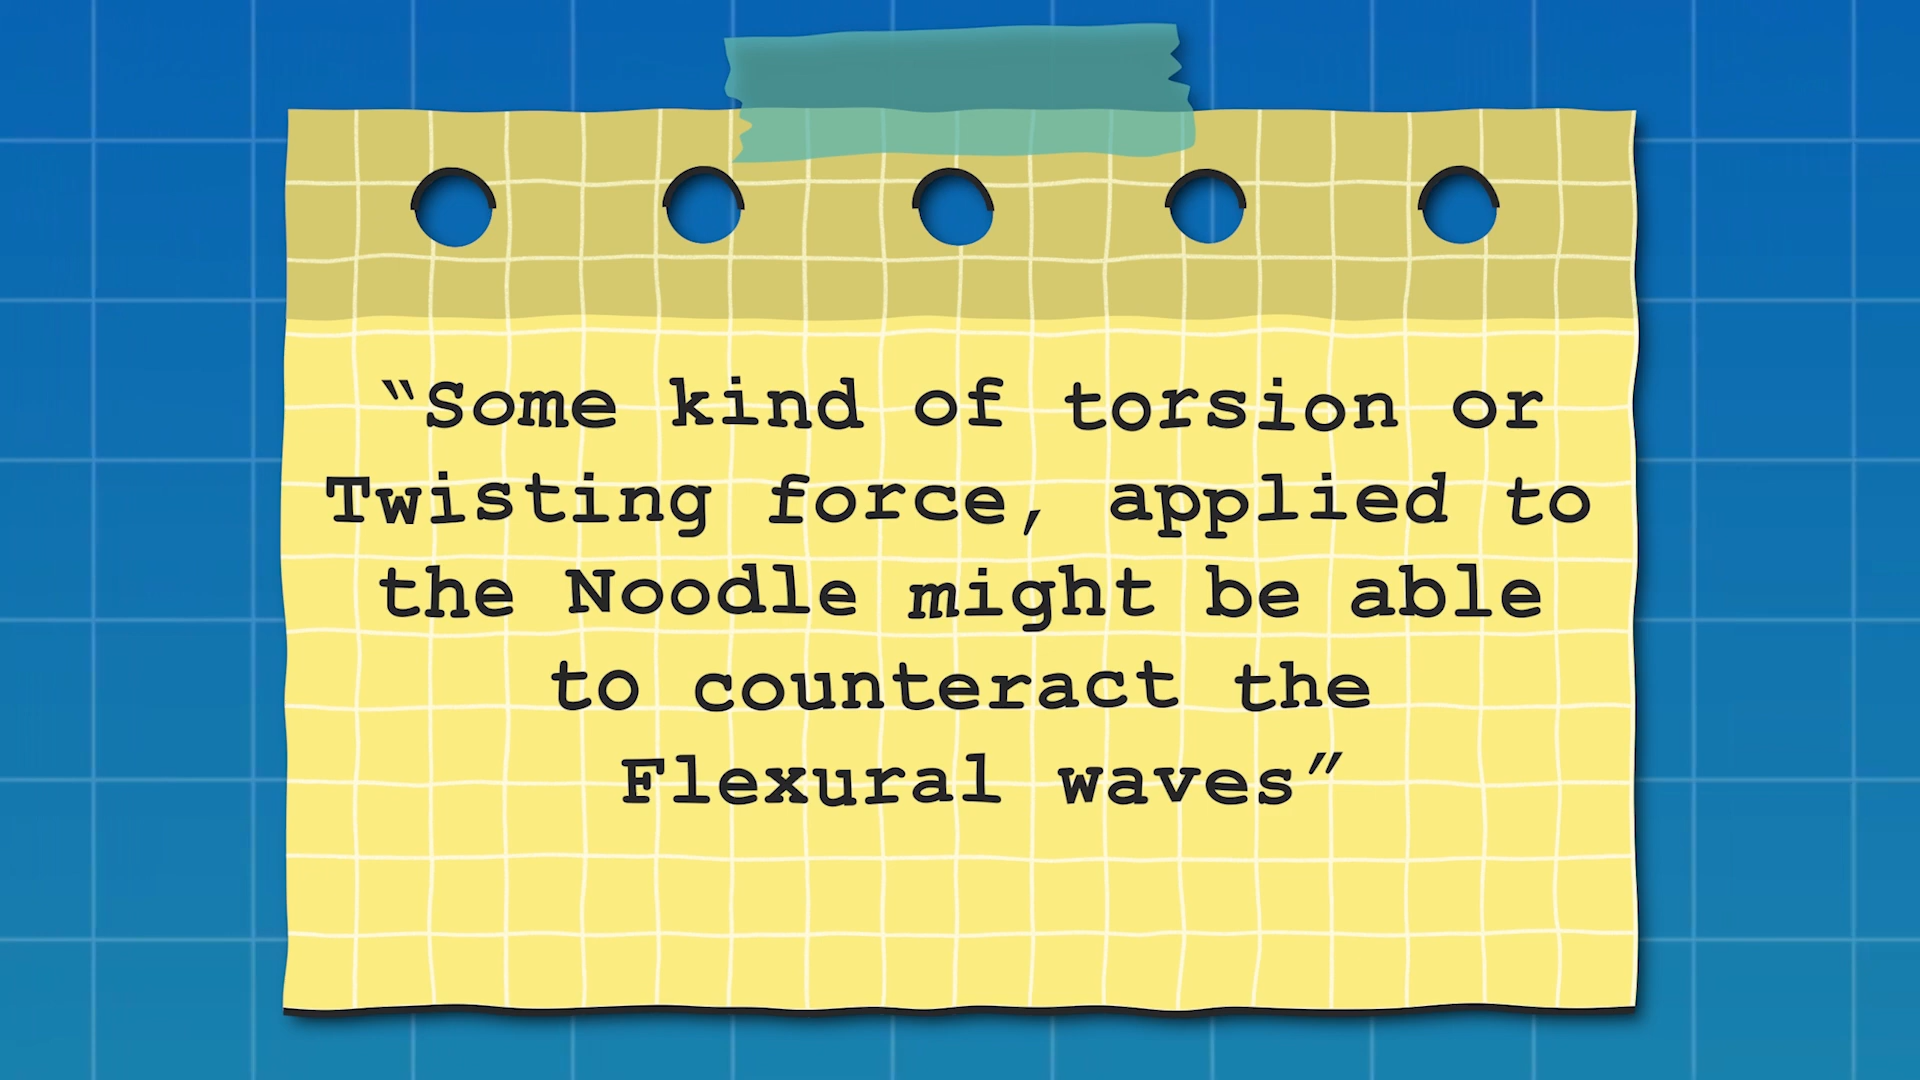 “Some kind of torsion or
Twisting force, applied to
the Noodle might be able
to counteract the
Flexural waves”